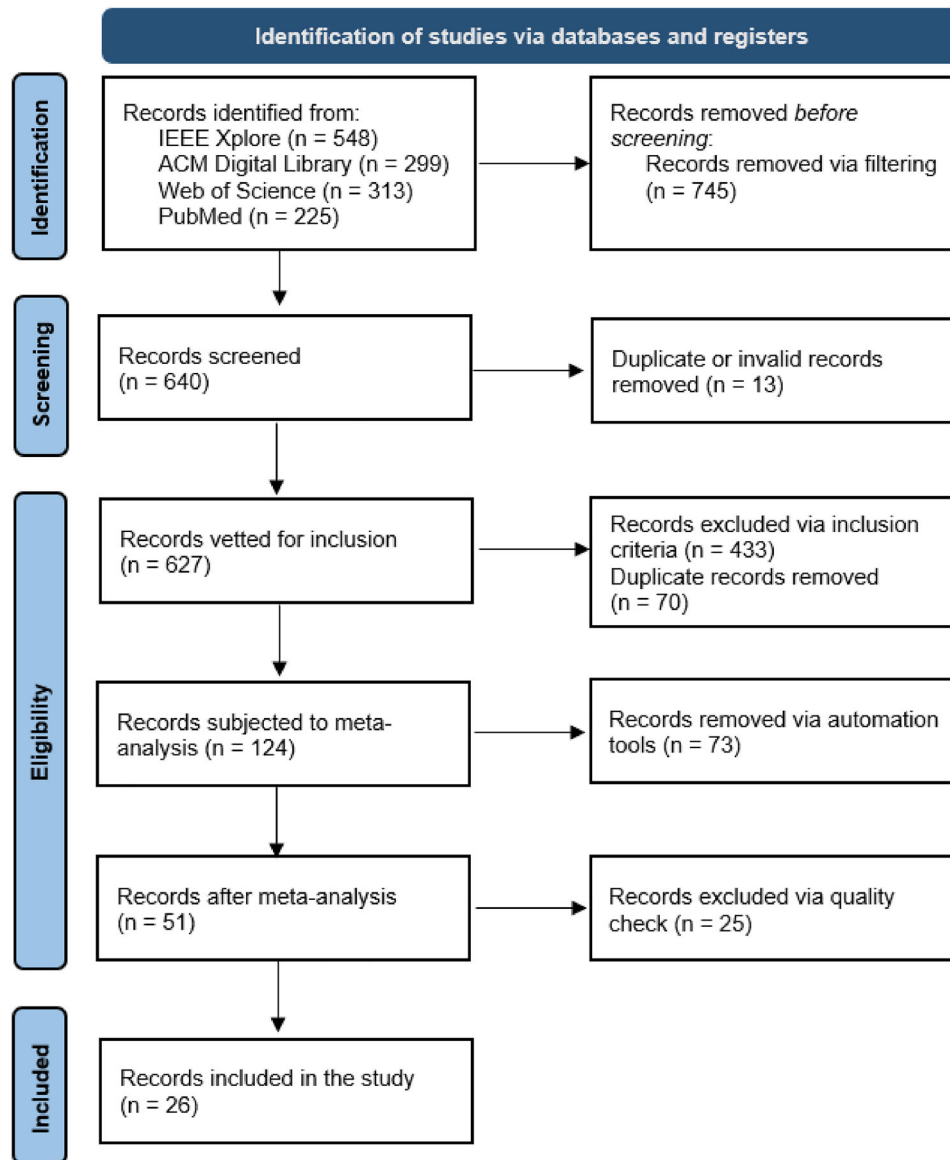 Identification of studies via databases and registers
Identification
Records identified from:
IEEE Xplore (n = 548)
ACM Digital Library (n = 299)
Web of Science (n = 313)
PubMed (n = 225)
Records removed before
screening:
Records removed via filtering
(n = 745)
Screening
Records screened
(n = 640)
Duplicate or invalid records
removed (n = 13)
Eligibility
Records vetted for inclusion
(n = 627)
Records excluded via inclusion
criteria (n = 433)
Duplicate records removed
(n = 70)
Records subjected to meta-
analysis (n = 124)
Records removed via automation
tools (n = 73)
Records after meta-analysis
(n = 51)
Records excluded via quality
check (n = 25)
Included
Records included in the study
(n = 26)